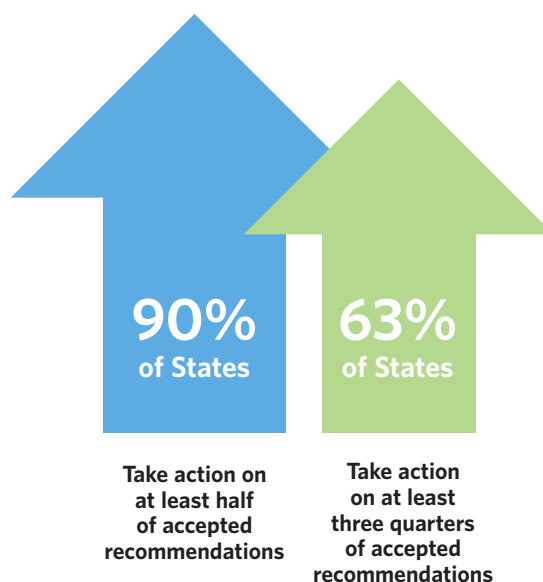 90%
of States
63%
of States
Take action on
at least half
of accepted
recommendations
Take action
on at least
three quarters
of accepted
recommendations